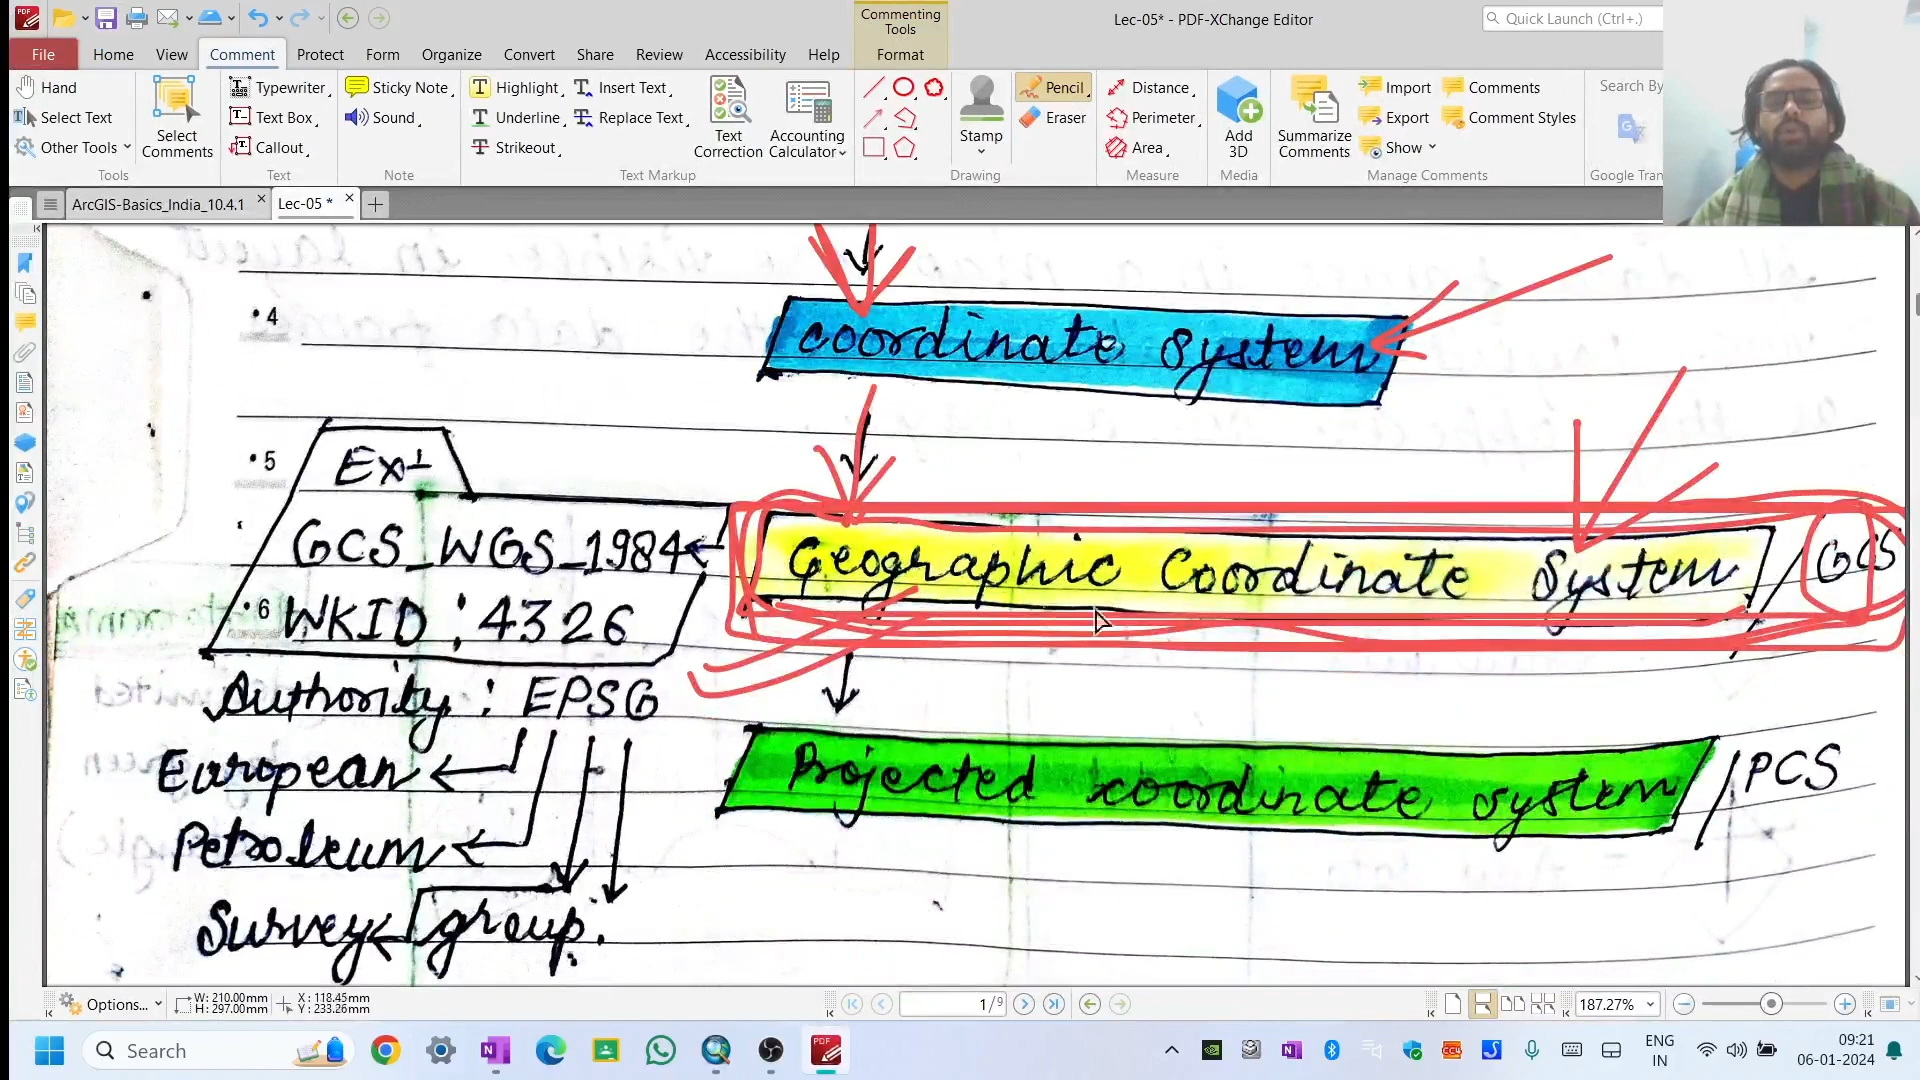 Commenting Tools
Lec-05* - PDF-XChange Editor
Quick Launch (Ctrl+.)
File Home View Comment Protect Form Organize Convert Share Review Accessibility Help Format
Hand
Select Text
Other Tools
Select Comments
Tools
Typewriter
Text Box
Callout
Text
Sticky Note
Sound
Note
Highlight
Underline
Strikeout
Insert Text
Replace Text
Text Correction
Accounting Calculator
Text Markup
Stamp
Pencil
Eraser
Drawing
Distance
Perimeter
Area
Measure
Add 3D
Media
Summarize Comments
Import
Export
Show
Comments
Comment Styles
Manage Comments
Search By
Google Tran
ArcGIS-Basics_India_10.4.1
Lec-05 *
•4
coordinate system
•5
Ex-1
GCS_WGS_1984
Geographic Coordinate System / GCS
•6
WKID : 4326
Authority : EPSG
European
Projected coordinate system / PCS
Petroleum
Survey group.
Options...
W: 210.00mm
H: 297.00mm
X: 118.45mm
Y: 233.26mm
1/9
187.27%
Search
ENG
IN
09:21
06-01-2024